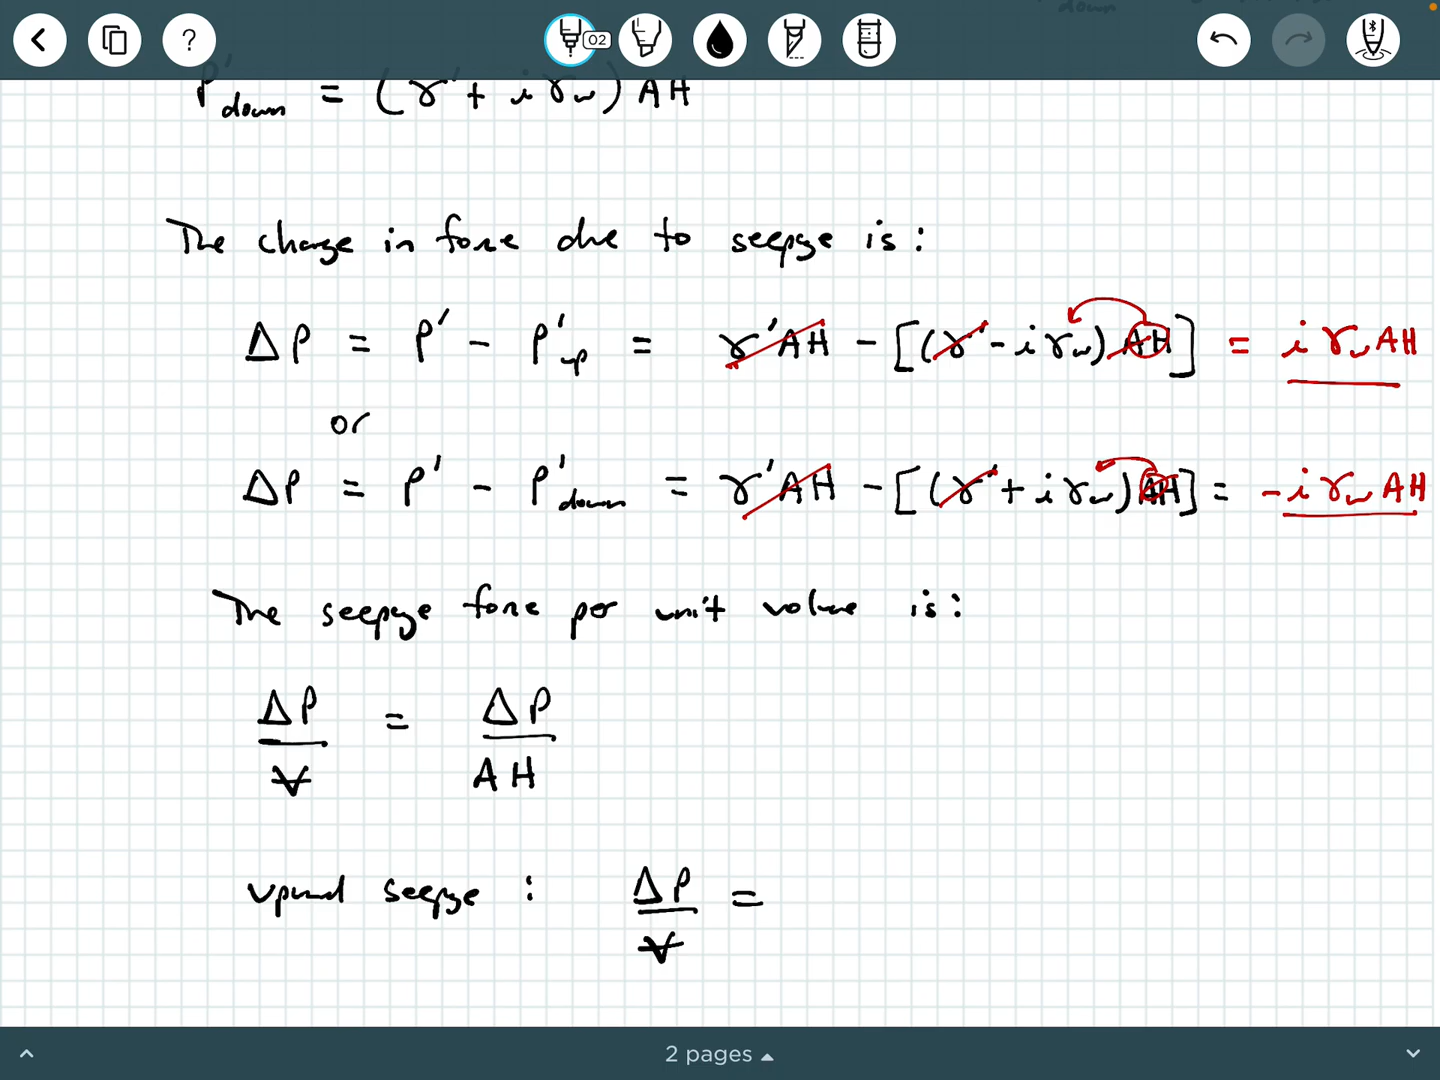 ?
02
P'down = (γ' + iγw) AH
The change in force due to seepage is:
ΔP = P' - P'up = γ'AH - [(γ' - iγw) AH] = iγwAH
or
ΔP = P' - P'down = γ'AH - [(γ' + iγw) AH] = -iγwAH
The seepage force per unit volume is:
ΔP/V = ΔP/AH
upward seepage : ΔP/V =
2 pages